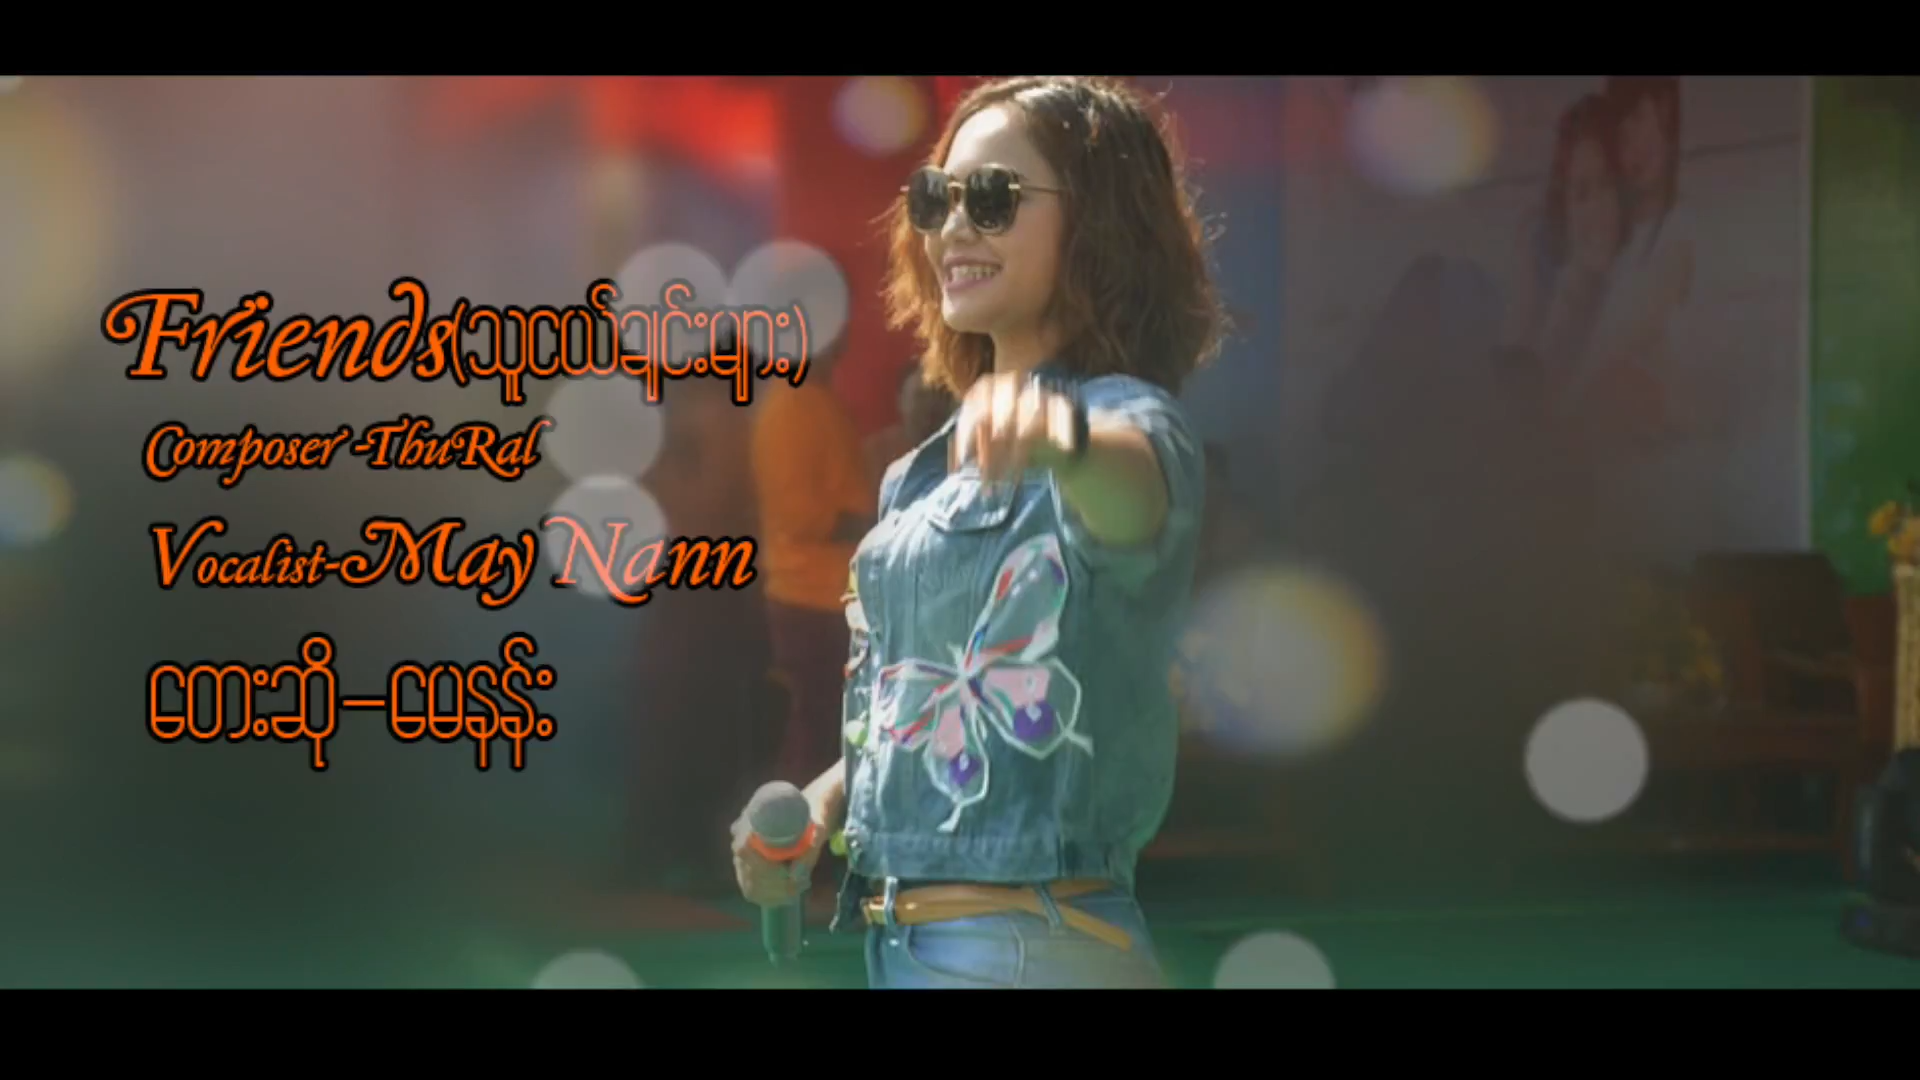 Friends(သူငယ်ချင်းများ)
Composer -ThuRal
Vocalist-May Nann
တေးဆို-မေနန်း